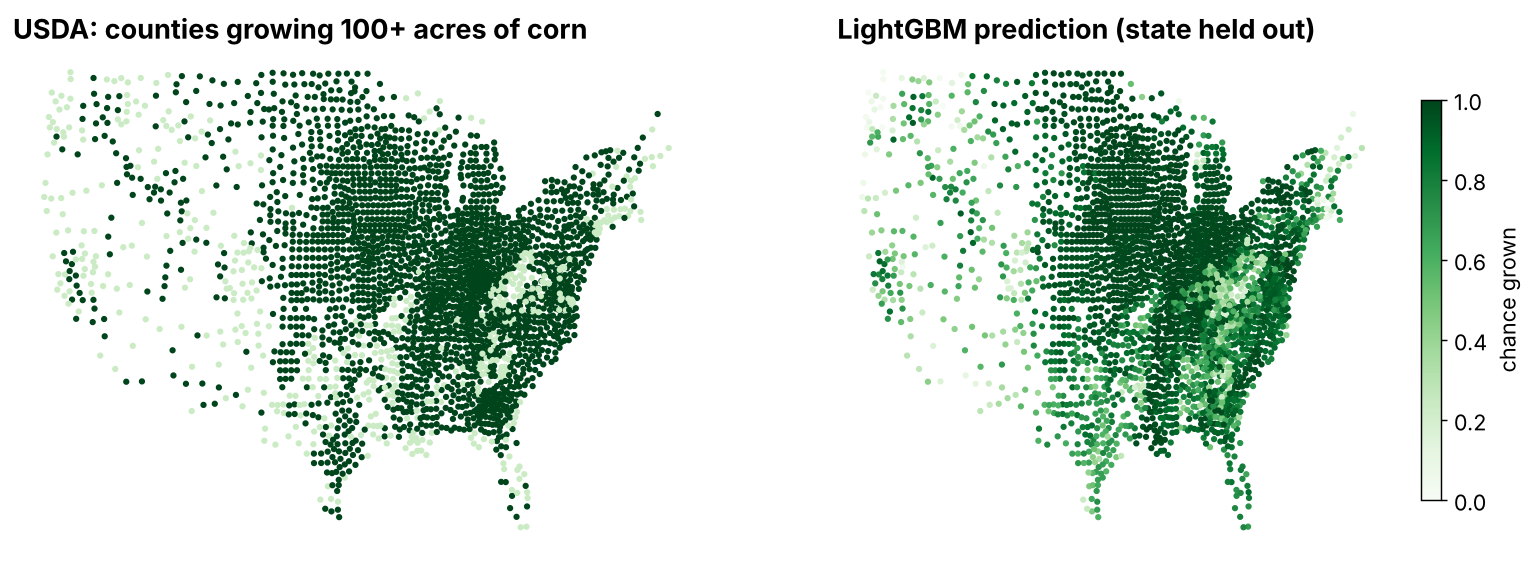 USDA: counties growing 100+ acres of corn
LightGBM prediction (state held out)
1.0
0.8
0.6
0.4
0.2
0.0
chance grown